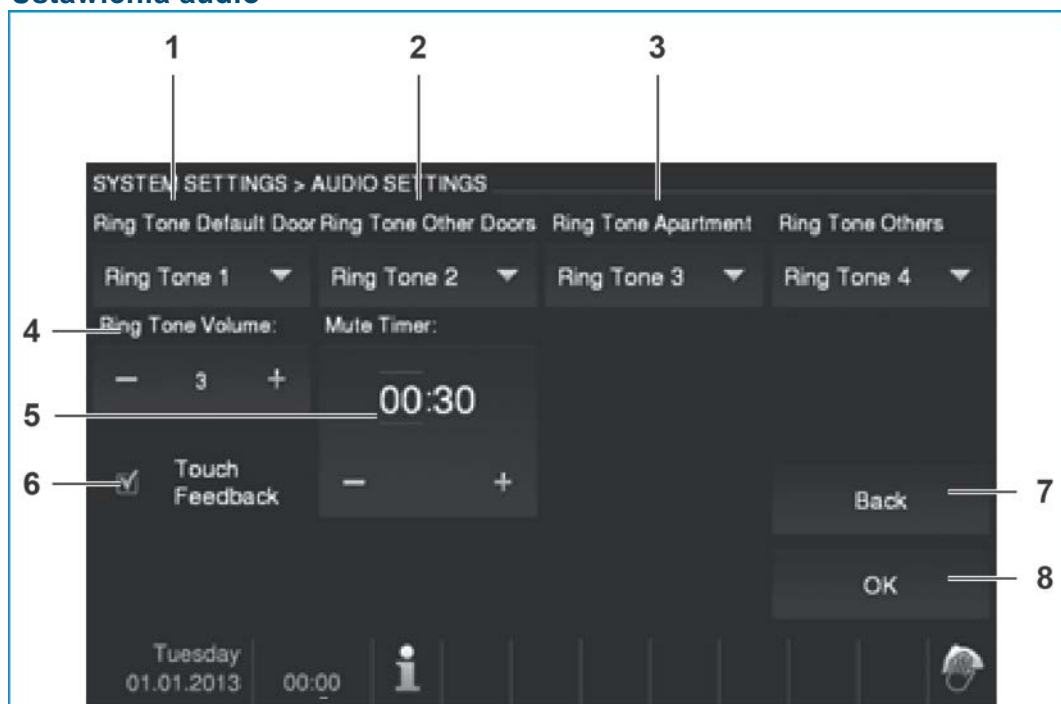 Ustawienia audio
1 2 3
SYSTEM SETTINGS > AUDIO SETTINGS
Ring Tone Default Door Ring Tone Other Doors Ring Tone Apartment Ring Tone Others
Ring Tone 1 Ring Tone 2 Ring Tone 3 Ring Tone 4
4 Ring Tone Volume: Mute Timer:
− 3 +
5 00:30
6 Touch
Feedback − +
Back 7
OK 8
Tuesday
01.01.2013 00:00